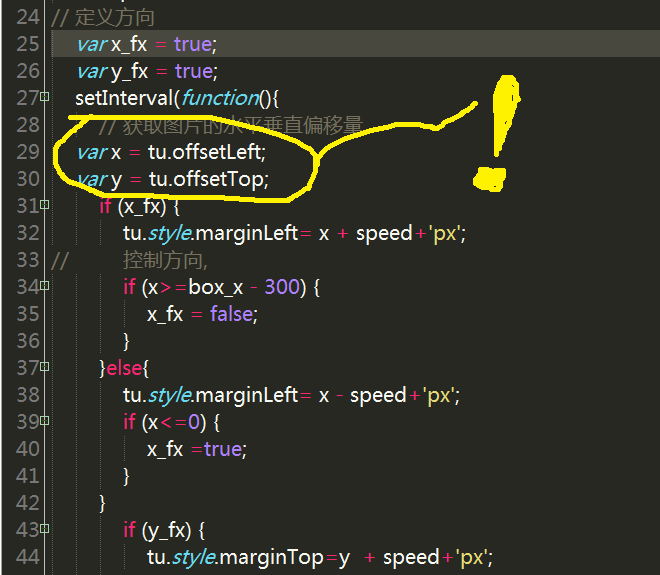 24 // 定义方向
25 var x_fx = true;
26 var y_fx = true;
27 setInterval(function(){
28 // 获取图片的水平垂直偏移量
29 var x = tu.offsetLeft;
30 var y = tu.offsetTop;
31 if (x_fx) {
32 tu.style.marginLeft= x + speed+'px';
33 // 控制方向,
34 if (x>=box_x - 300) {
35 x_fx = false;
36 }
37 }else{
38 tu.style.marginLeft= x - speed+'px';
39 if (x<=0) {
40 x_fx =true;
41 }
42 }
43 if (y_fx) {
44 tu.style.marginTop=y + speed+'px';